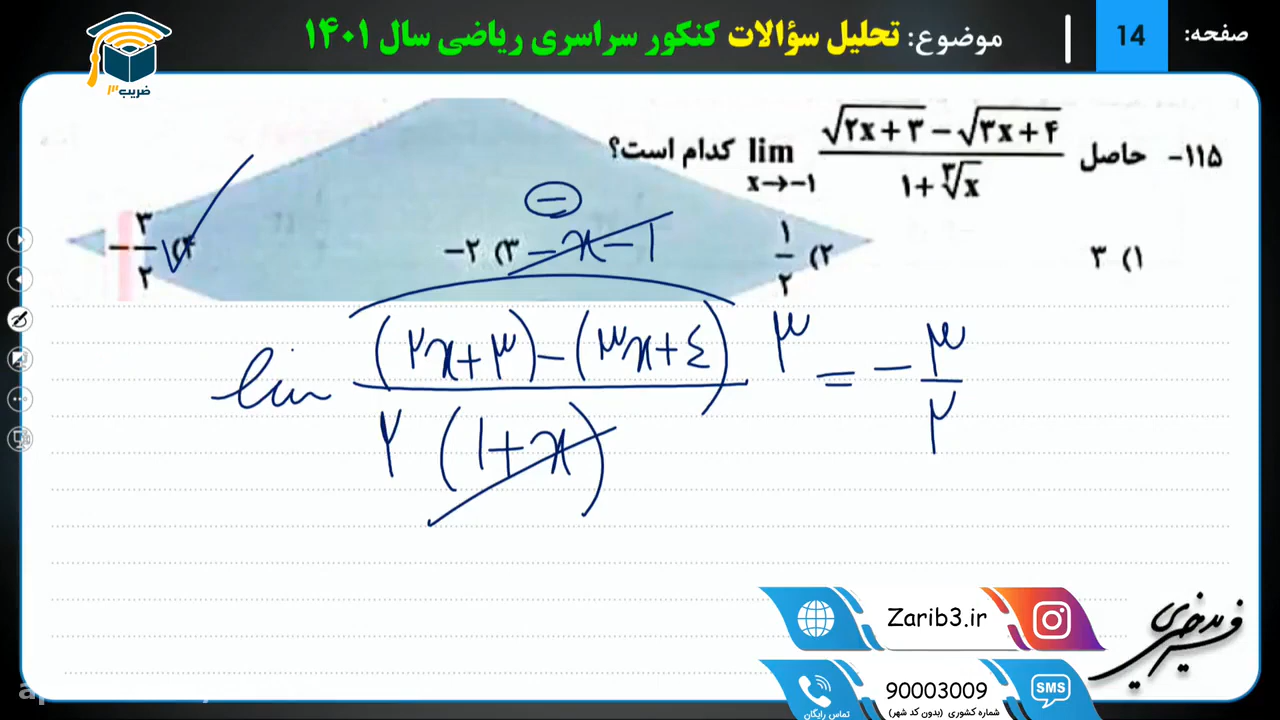 صفحه: 14 موضوع: تحلیل سؤالات کنکور سراسری ریاضی سال ۱۴۰۱
ضریب۳
۱۱۵- حاصل lim x→-۱ (√(۲x+۳) - √(۳x+۴)) / (۱+∛x) کدام است؟
۱) ۳ ۲) ۱/۲ ۳) -۲ ۴) -۳/۲
-x-1
lim ((۲x+۳)-(۳x+٤)) ۳ / ۲(1+x) = -۳/۲
Zarib3.ir
90003009
شماره کشوری (بدون کد شهر)
تماس رایگان
SMS